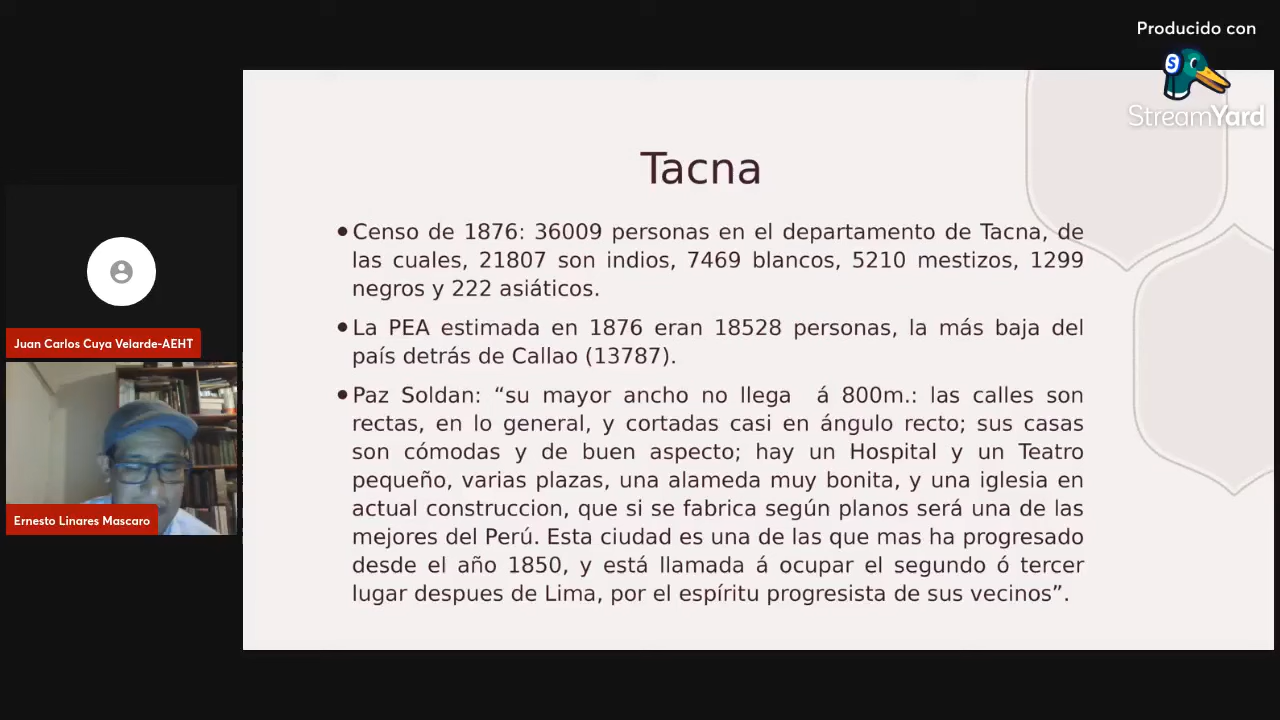 Producido con
StreamYard
Tacna
•Censo de 1876: 36009 personas en el departamento de Tacna, de
las cuales, 21807 son indios, 7469 blancos, 5210 mestizos, 1299
negros y 222 asiáticos.
•La PEA estimada en 1876 eran 18528 personas, la más baja del
país detrás de Callao (13787).
•Paz Soldan: “su mayor ancho no llega á 800m.: las calles son
rectas, en lo general, y cortadas casi en ángulo recto; sus casas
son cómodas y de buen aspecto; hay un Hospital y un Teatro
pequeño, varias plazas, una alameda muy bonita, y una iglesia en
actual construccion, que si se fabrica según planos será una de las
mejores del Perú. Esta ciudad es una de las que mas ha progresado
desde el año 1850, y está llamada á ocupar el segundo ó tercer
lugar despues de Lima, por el espíritu progresista de sus vecinos”.
Juan Carlos Cuya Velarde-AEHT
Ernesto Linares Mascaro